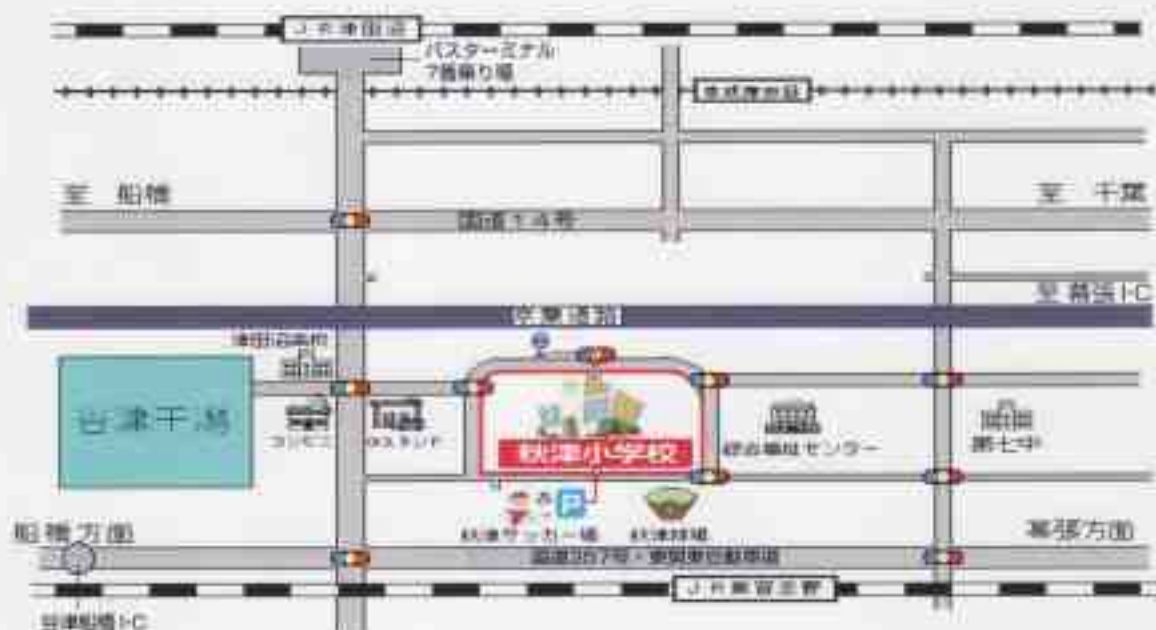 JR津田沼
バスターミナル
7番乗り場
至 船橋
至 千葉
国道14号
至 幕張I・C
京葉道路
津田沼高校
谷津干潟
コンビニ
秋津小学校
総合福祉センター
第七中
船橋方面
秋津サッカー場
秋津球場
幕張方面
国道357号・東関東自動車道
JR新習志野
谷津船橋I・C